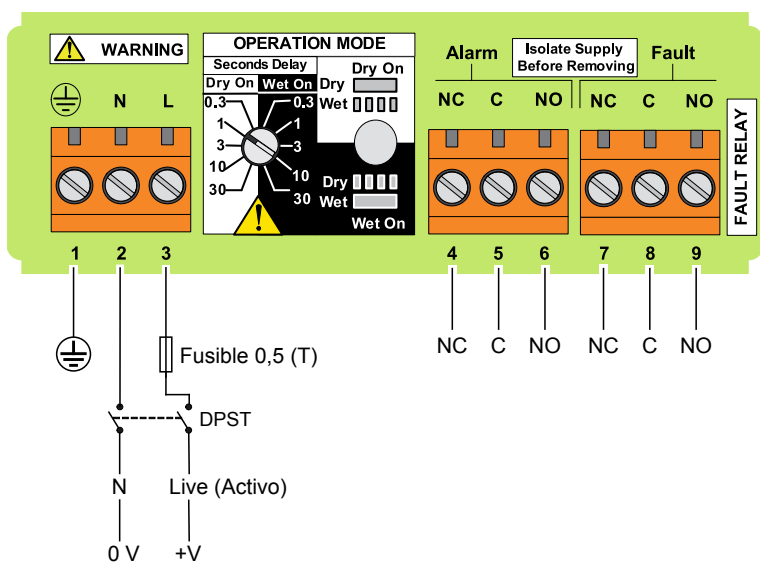 WARNING
OPERATION MODE
Seconds Delay
Dry On Wet On
0.3 0.3
1 1
3 3
10 10
30 30
Dry On
Dry
Wet
Dry
Wet
Wet On
Alarm
Isolate Supply
Before Removing
Fault
N L
NC C NO NC C NO
FAULT RELAY
1 2 3 4 5 6 7 8 9
NC C NO NC C NO
Fusible 0,5 (T)
DPST
N Live (Activo)
0 V +V